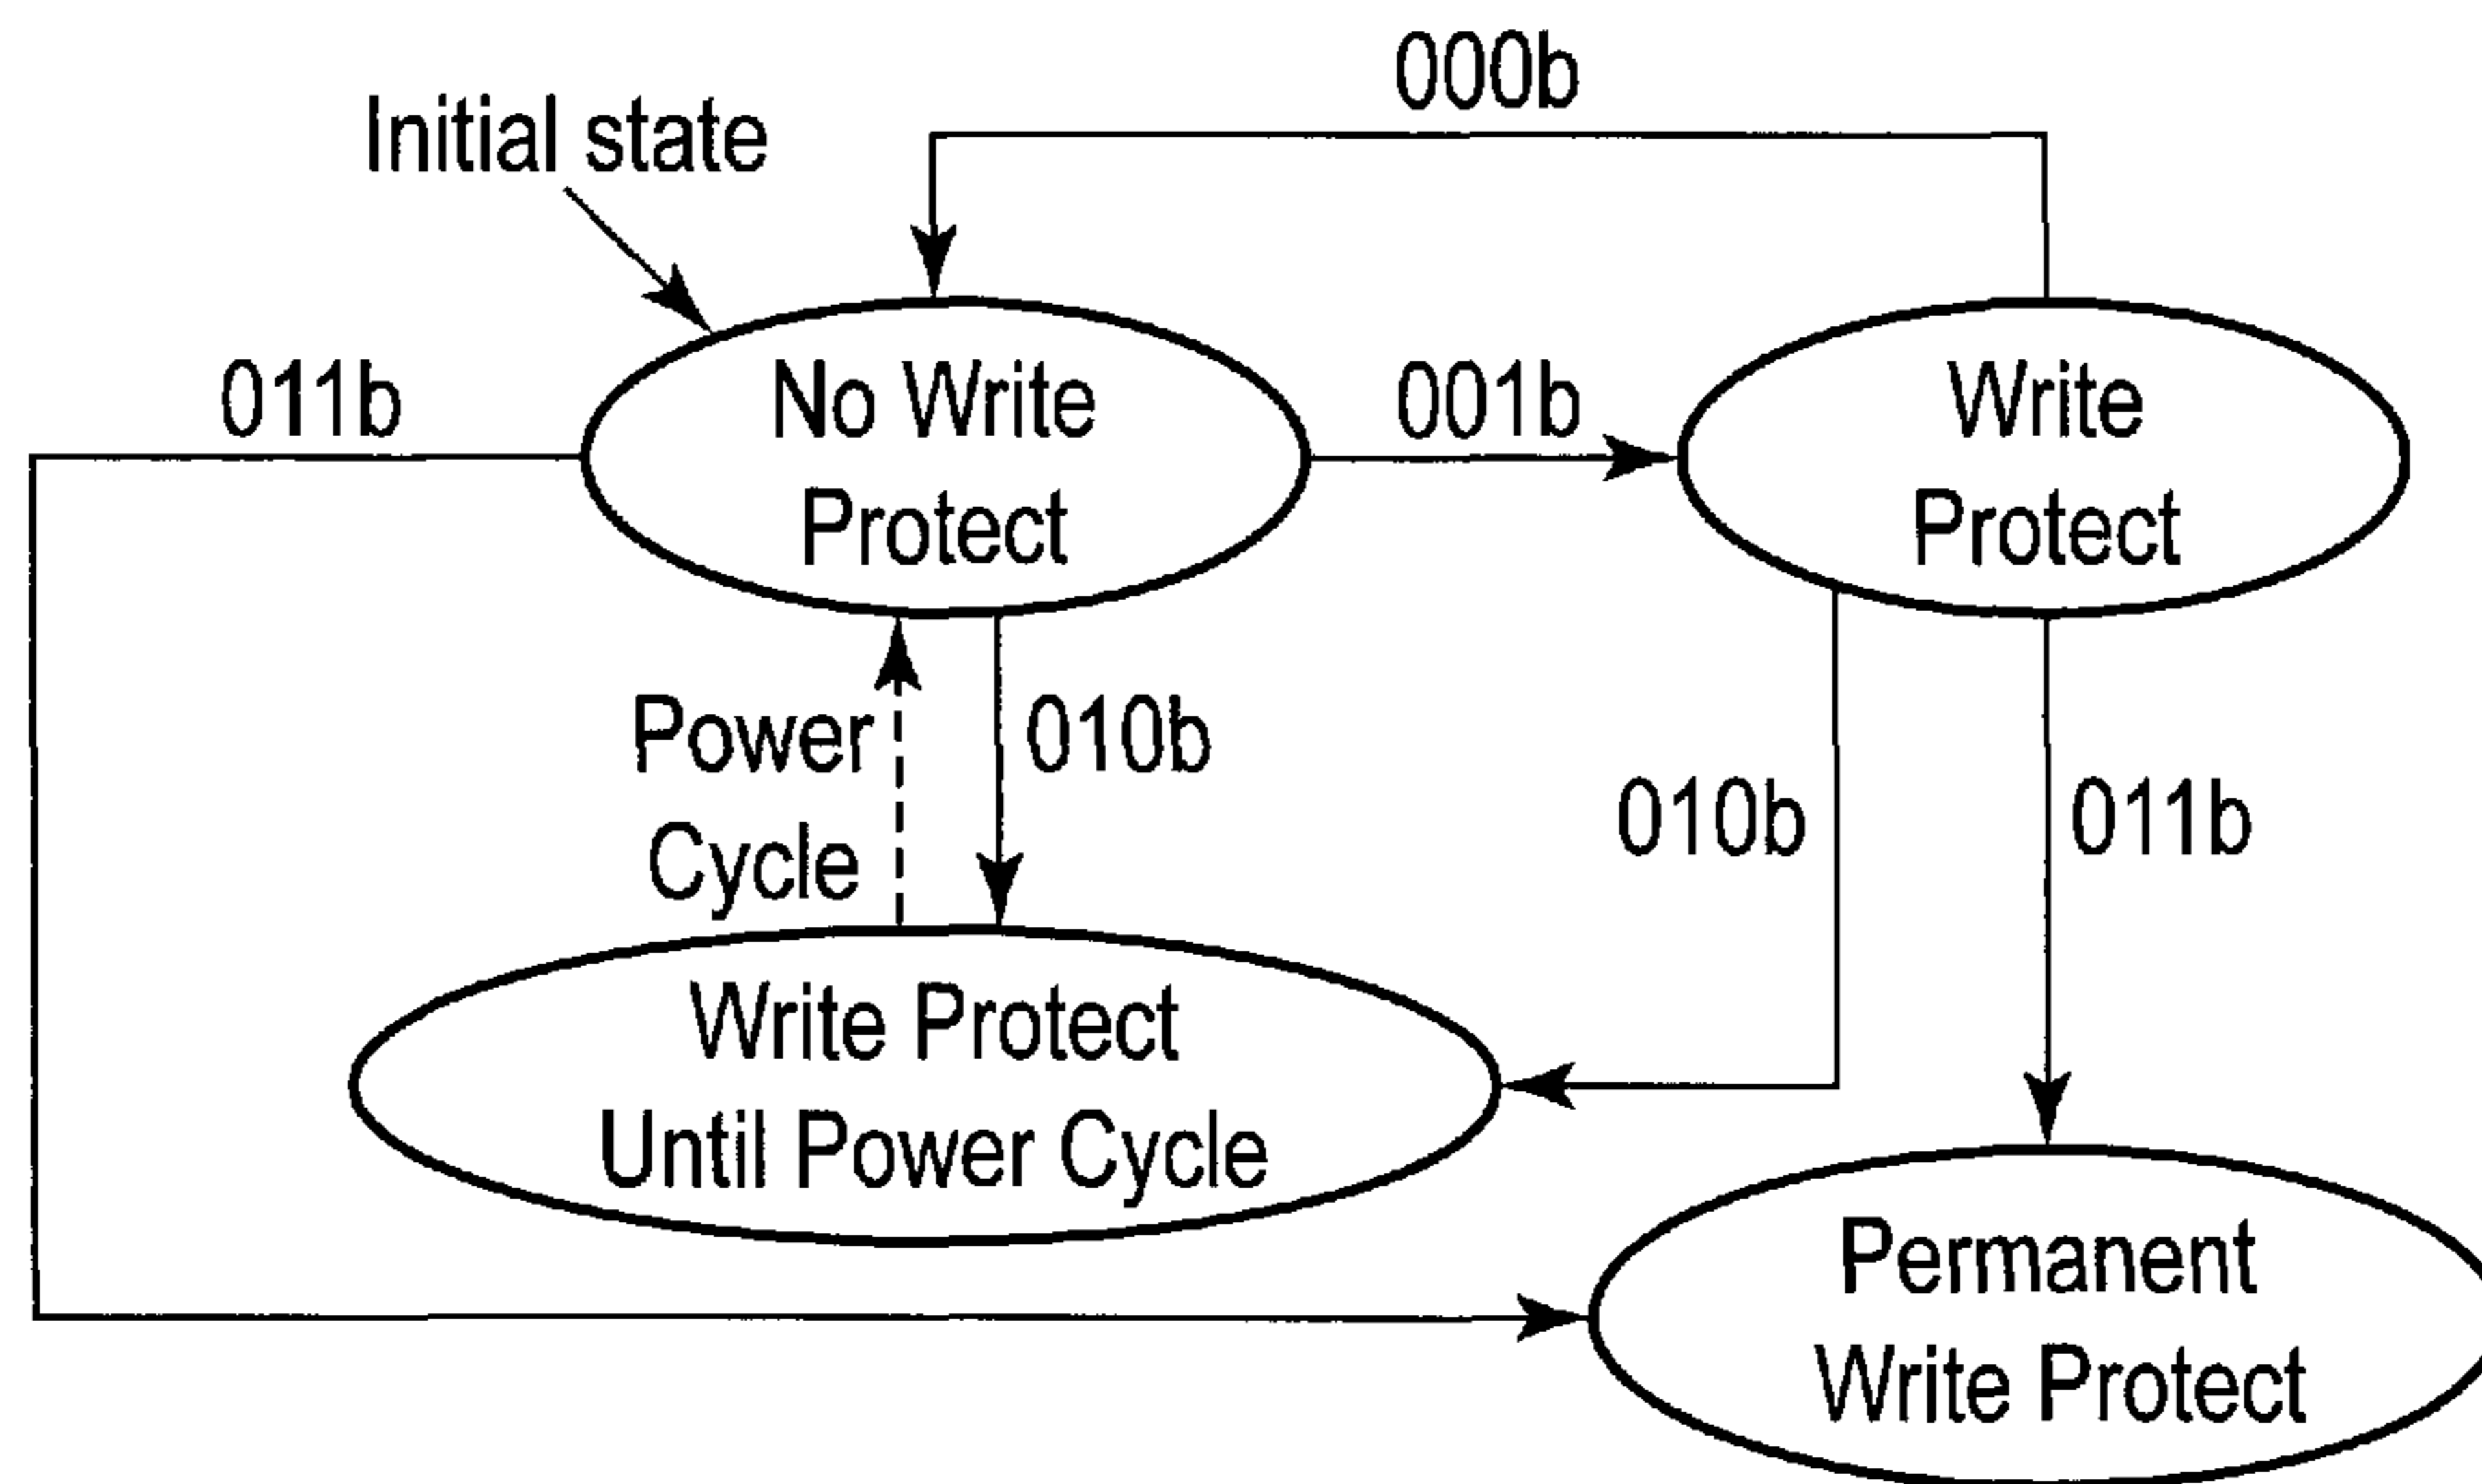 000b
Initial state
011b
No Write
Protect
001b
Write
Protect
Power
Cycle
010b
010b
011b
Write Protect
Until Power Cycle
Permanent
Write Protect